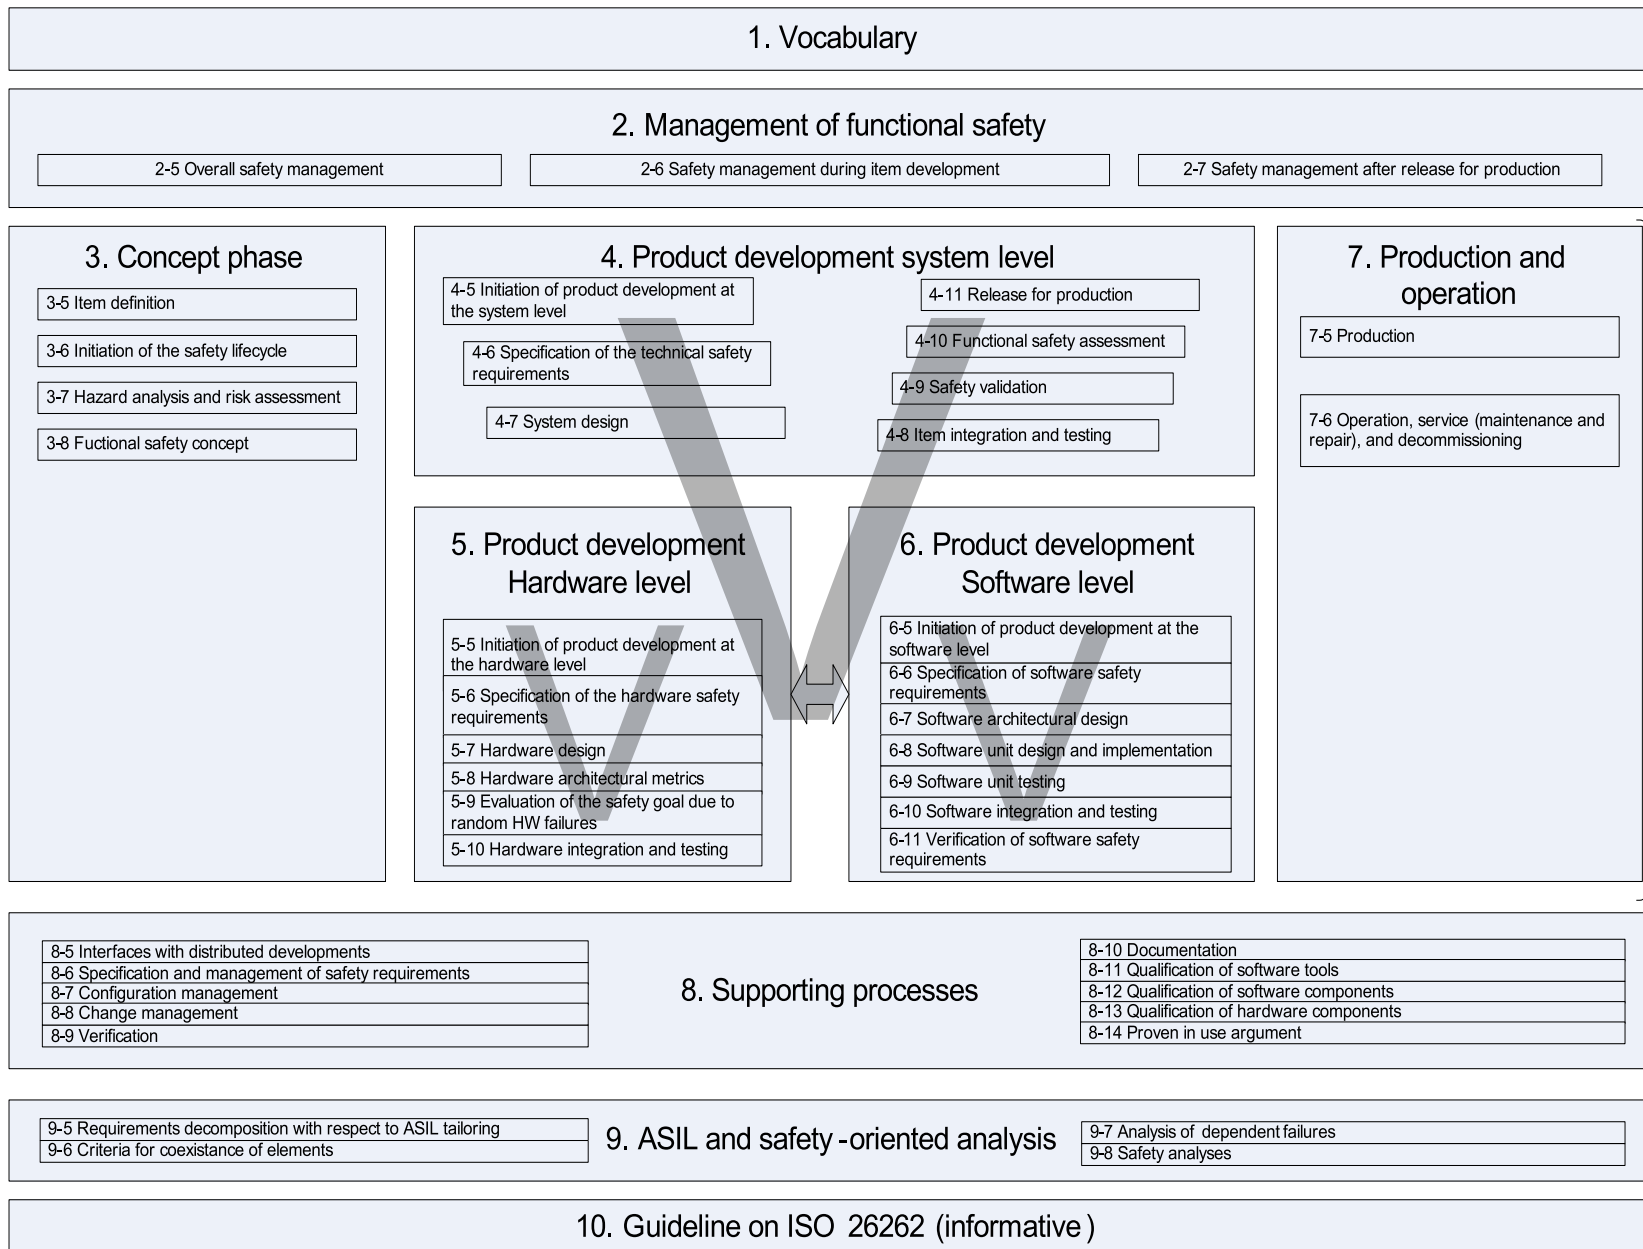 1. Vocabulary
2. Management of functional safety
2-5 Overall safety management
2-6 Safety management during item development
2-7 Safety management after release for production
3. Concept phase
3-5 Item definition
3-6 Initiation of the safety lifecycle
3-7 Hazard analysis and risk assessment
3-8 Fuctional safety concept
4. Product development system level
4-5 Initiation of product development at
the system level
4-6 Specification of the technical safety
requirements
4-7 System design
4-11 Release for production
4-10 Functional safety assessment
4-9 Safety validation
4-8 Item integration and testing
7. Production and
operation
7-5 Production
7-6 Operation, service (maintenance and
repair), and decommissioning
V
5. Product development
Hardware level
5-5 Initiation of product development at
the hardware level
5-6 Specification of the hardware safety
requirements
5-7 Hardware design
5-8 Hardware architectural metrics
5-9 Evaluation of the safety goal due to
random HW failures
5-10 Hardware integration and testing
V
6. Product development
Software level
6-5 Initiation of product development at the
software level
6-6 Specification of software safety
requirements
6-7 Software architectural design
6-8 Software unit design and implementation
6-9 Software unit testing
6-10 Software integration and testing
6-11 Verification of software safety
requirements
V
8. Supporting processes
8-5 Interfaces with distributed developments
8-6 Specification and management of safety requirements
8-7 Configuration management
8-8 Change management
8-9 Verification
8-10 Documentation
8-11 Qualification of software tools
8-12 Qualification of software components
8-13 Qualification of hardware components
8-14 Proven in use argument
9. ASIL and safety-oriented analysis
9-5 Requirements decomposition with respect to ASIL tailoring
9-6 Criteria for coexistance of elements
9-7 Analysis of dependent failures
9-8 Safety analyses
10. Guideline on ISO 26262 (informative)